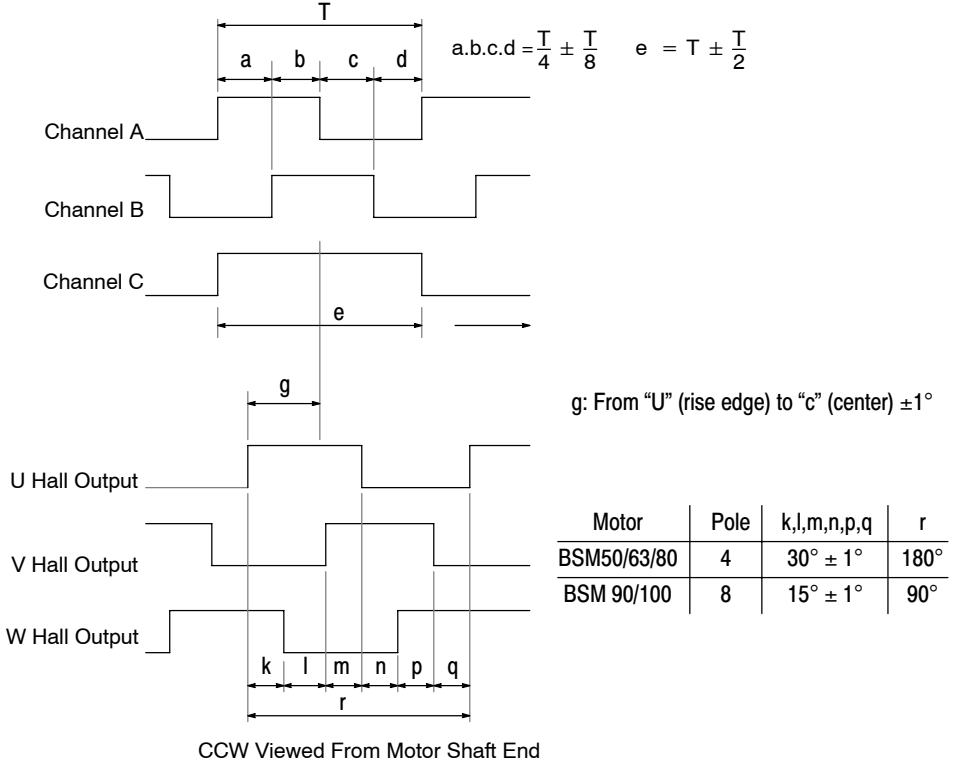 T
a.b.c.d = T/4 ± T/8 e = T ± T/2
a b c d
Channel A
Channel B
Channel C
e
g
g: From “U” (rise edge) to “c” (center) ±1°
U Hall Output
V Hall Output
W Hall Output
Motor Pole k,l,m,n,p,q r
BSM50/63/80 4 30° ± 1° 180°
BSM 90/100 8 15° ± 1° 90°
k l m n p q
r
CCW Viewed From Motor Shaft End